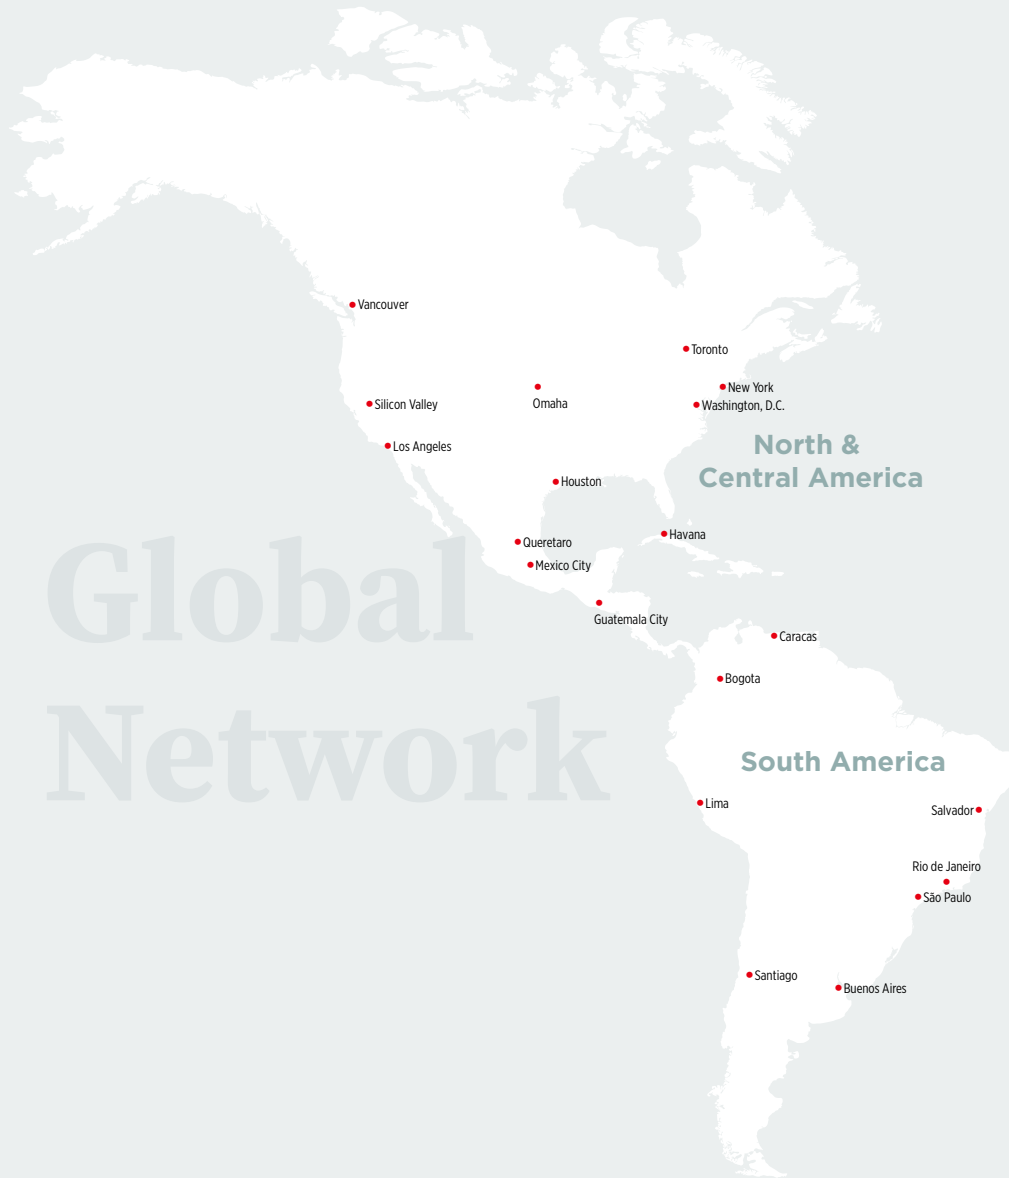 Vancouver
Toronto
New York
Omaha
Silicon Valley
Washington, D.C.
North &
Central America
Los Angeles
Houston
Havana
Queretaro
Mexico City
Global
Guatemala City
Caracas
Bogota
Network
South America
Lima
Salvador
Rio de Janeiro
São Paulo
Santiago
Buenos Aires